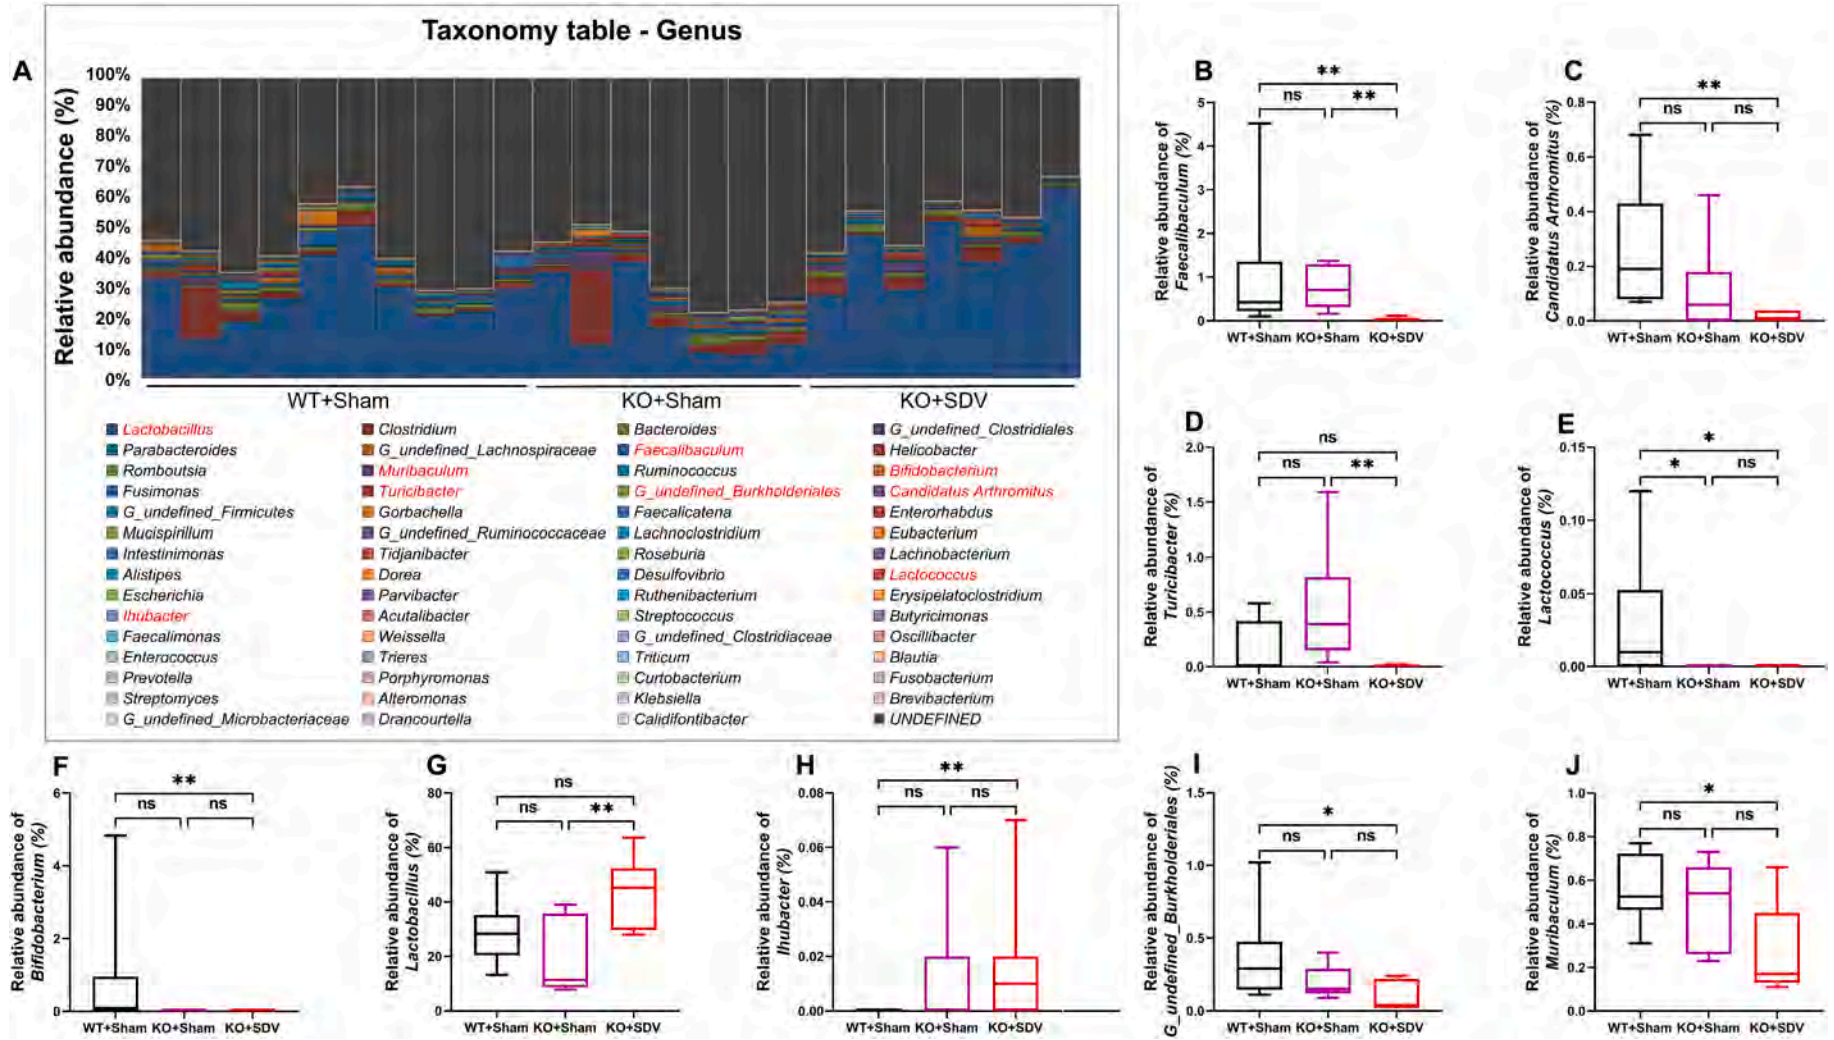 Taxonomy table - Genus
A
Relative abundance (%)
100%
90%
80%
70%
60%
50%
40%
30%
20%
10%
0%
WT+Sham KO+Sham KO+SDV
Lactobacillus Clostridium Bacteroides G_undefined_Clostridiales
Parabacteroides G_undefined_Lachnospiraceae Faecalibaculum Helicobacter
Romboutsia Muribaculum Ruminococcus Bifidobacterium
Fusimonas Turicibacter G_undefined_Burkholderiales Candidatus Arthromitus
G_undefined_Firmicutes Gorbachella Faecalicatena Enterorhabdus
Mucispirillum G_undefined_Ruminococcaceae Lachnoclostridium Eubacterium
Intestinimonas Tidjanibacter Roseburia Lachnobacterium
Alistipes Dorea Desulfovibrio Lactococcus
Escherichia Parvibacter Ruthenibacterium Erysipelatoclostridium
Ihubacter Acutalibacter Streptococcus Butyricimonas
Faecalimonas Weissella G_undefined_Clostridiaceae Oscillibacter
Enterococcus Trieres Triticum Blautia
Prevotella Porphyromonas Curtobacterium Fusobacterium
Streptomyces Alteromonas Klebsiella Brevibacterium
G_undefined_Microbacteriaceae Drancourtella Calidifontibacter UNDEFINED
B
Relative abundance of
Faecalibaculum (%)
**
ns **
5
4
3
2
1
0
WT+Sham KO+Sham KO+SDV
C
Relative abundance of
Candidatus Arthromitus (%)
**
ns ns
0.8
0.6
0.4
0.2
0.0
WT+Sham KO+Sham KO+SDV
D
Relative abundance of
Turicibacter (%)
ns
ns **
2.0
1.5
1.0
0.5
0.0
WT+Sham KO+Sham KO+SDV
E
Relative abundance of
Lactococcus (%)
*
* ns
0.15
0.10
0.05
0.00
WT+Sham KO+Sham KO+SDV
F
Relative abundance of
Bifidobacterium (%)
**
ns ns
6
4
2
0
WT+Sham KO+Sham KO+SDV
G
Relative abundance of
Lactobacillus (%)
ns
ns **
80
60
40
20
0
WT+Sham KO+Sham KO+SDV
H
Relative abundance of
Ihubacter (%)
**
ns ns
0.08
0.06
0.04
0.02
0.00
WT+Sham KO+Sham KO+SDV
I
Relative abundance of
G_undefined_Burkholderiales (%)
*
ns ns
1.5
1.0
0.5
0.0
WT+Sham KO+Sham KO+SDV
J
Relative abundance of
Muribaculum (%)
*
ns ns
1.0
0.8
0.6
0.4
0.2
0.0
WT+Sham KO+Sham KO+SDV